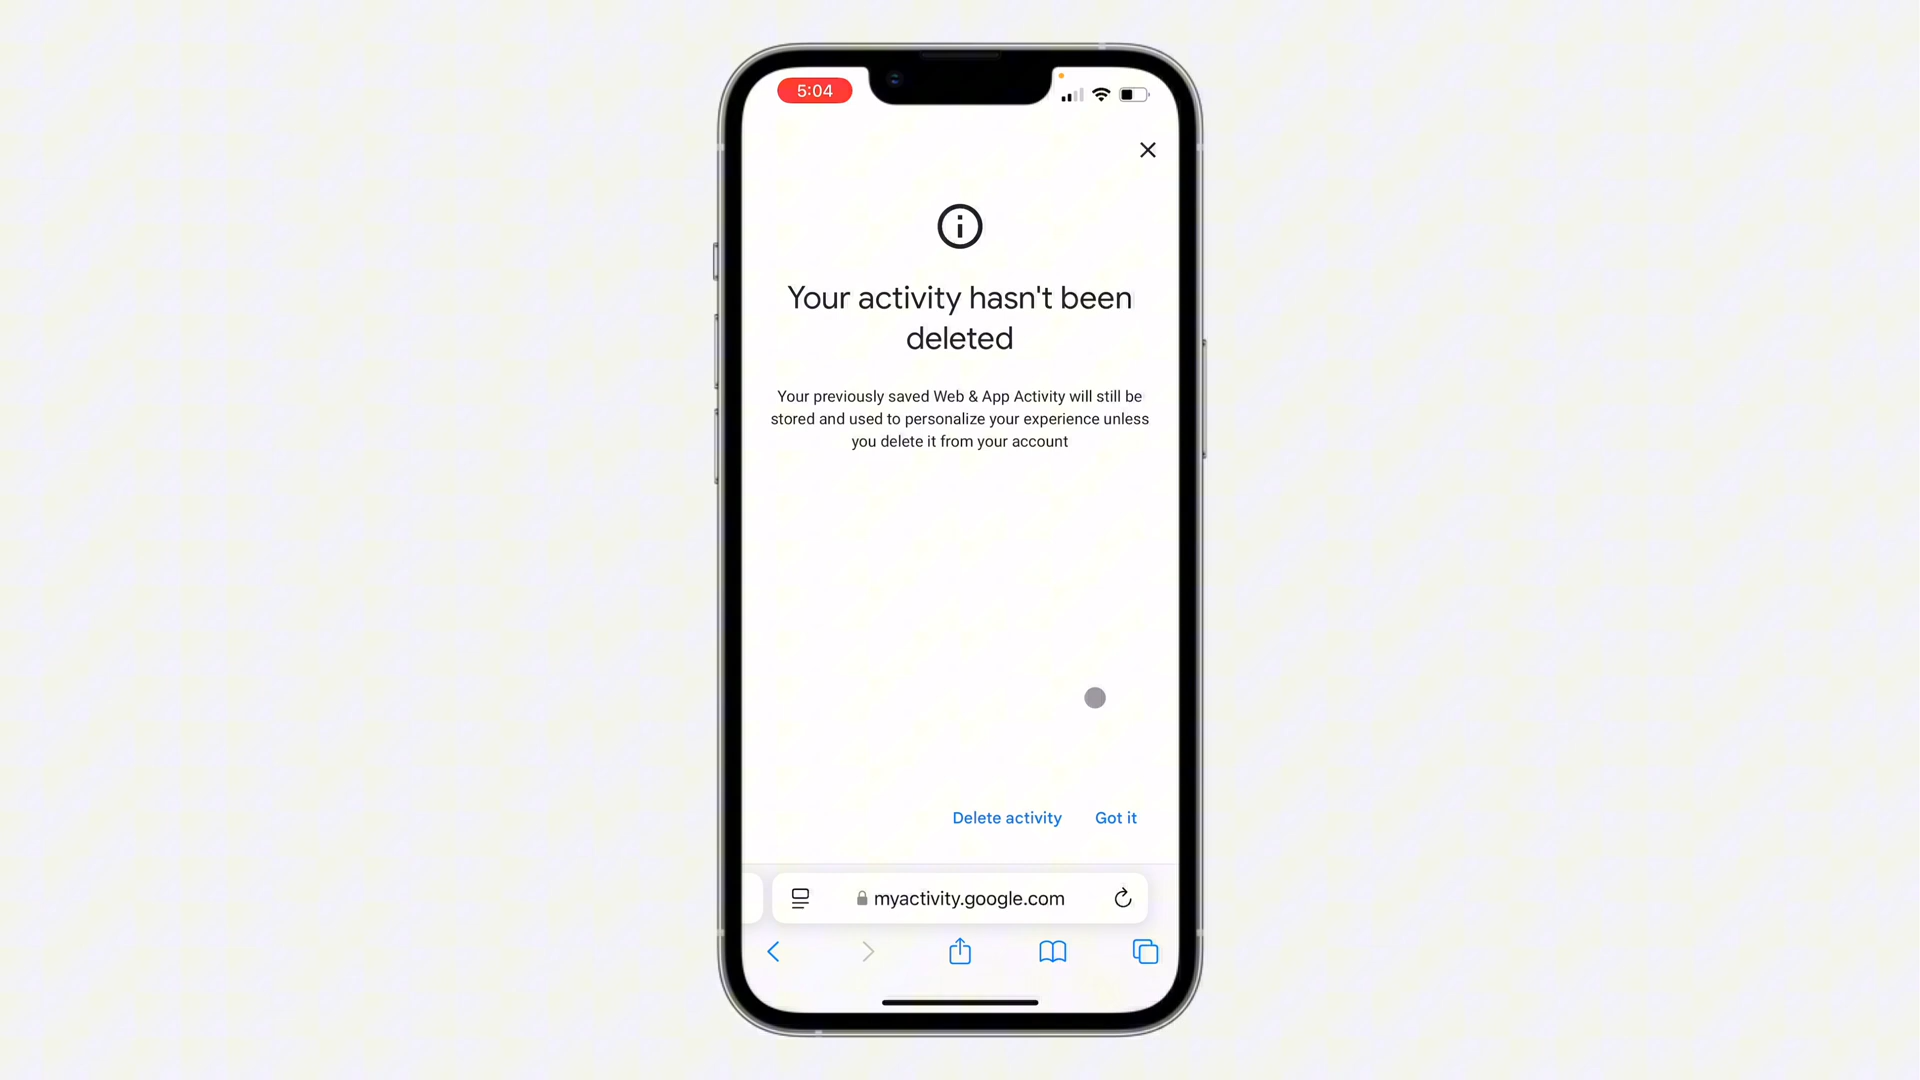 5:04
Your activity hasn't been
deleted
Your previously saved Web & App Activity will still be
stored and used to personalize your experience unless
you delete it from your account
Delete activity
Got it
myactivity.google.com